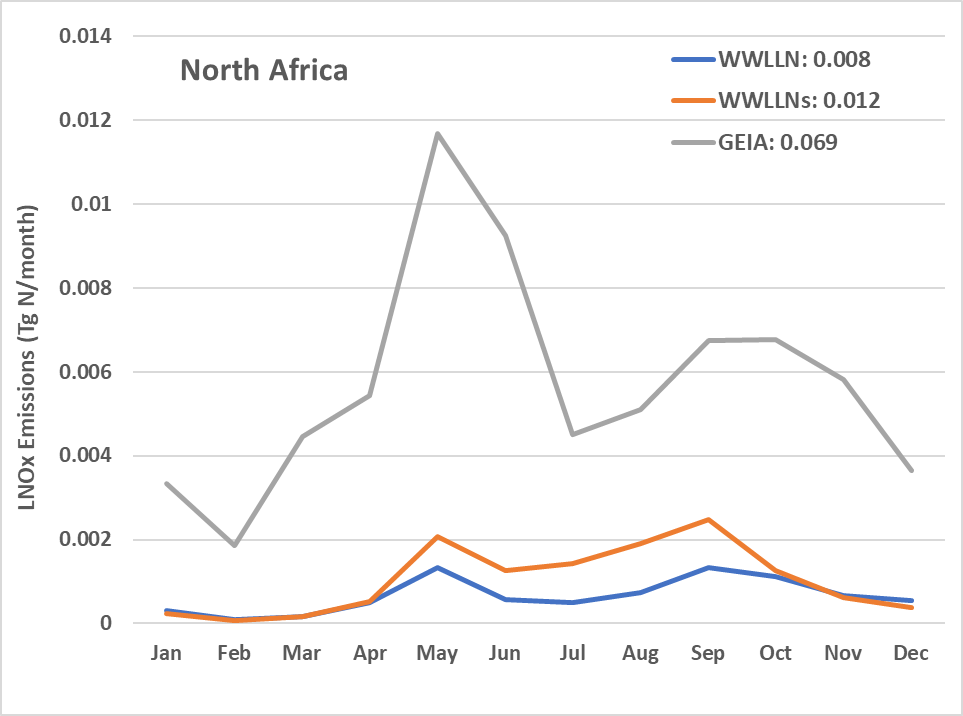 North Africa
WWLLN: 0.008
WWLLNs: 0.012
GEIA: 0.069
LNOx Emissions (Tg N/month)
0.014
0.012
0.01
0.008
0.006
0.004
0.002
0
Jan Feb Mar Apr May Jun Jul Aug Sep Oct Nov Dec